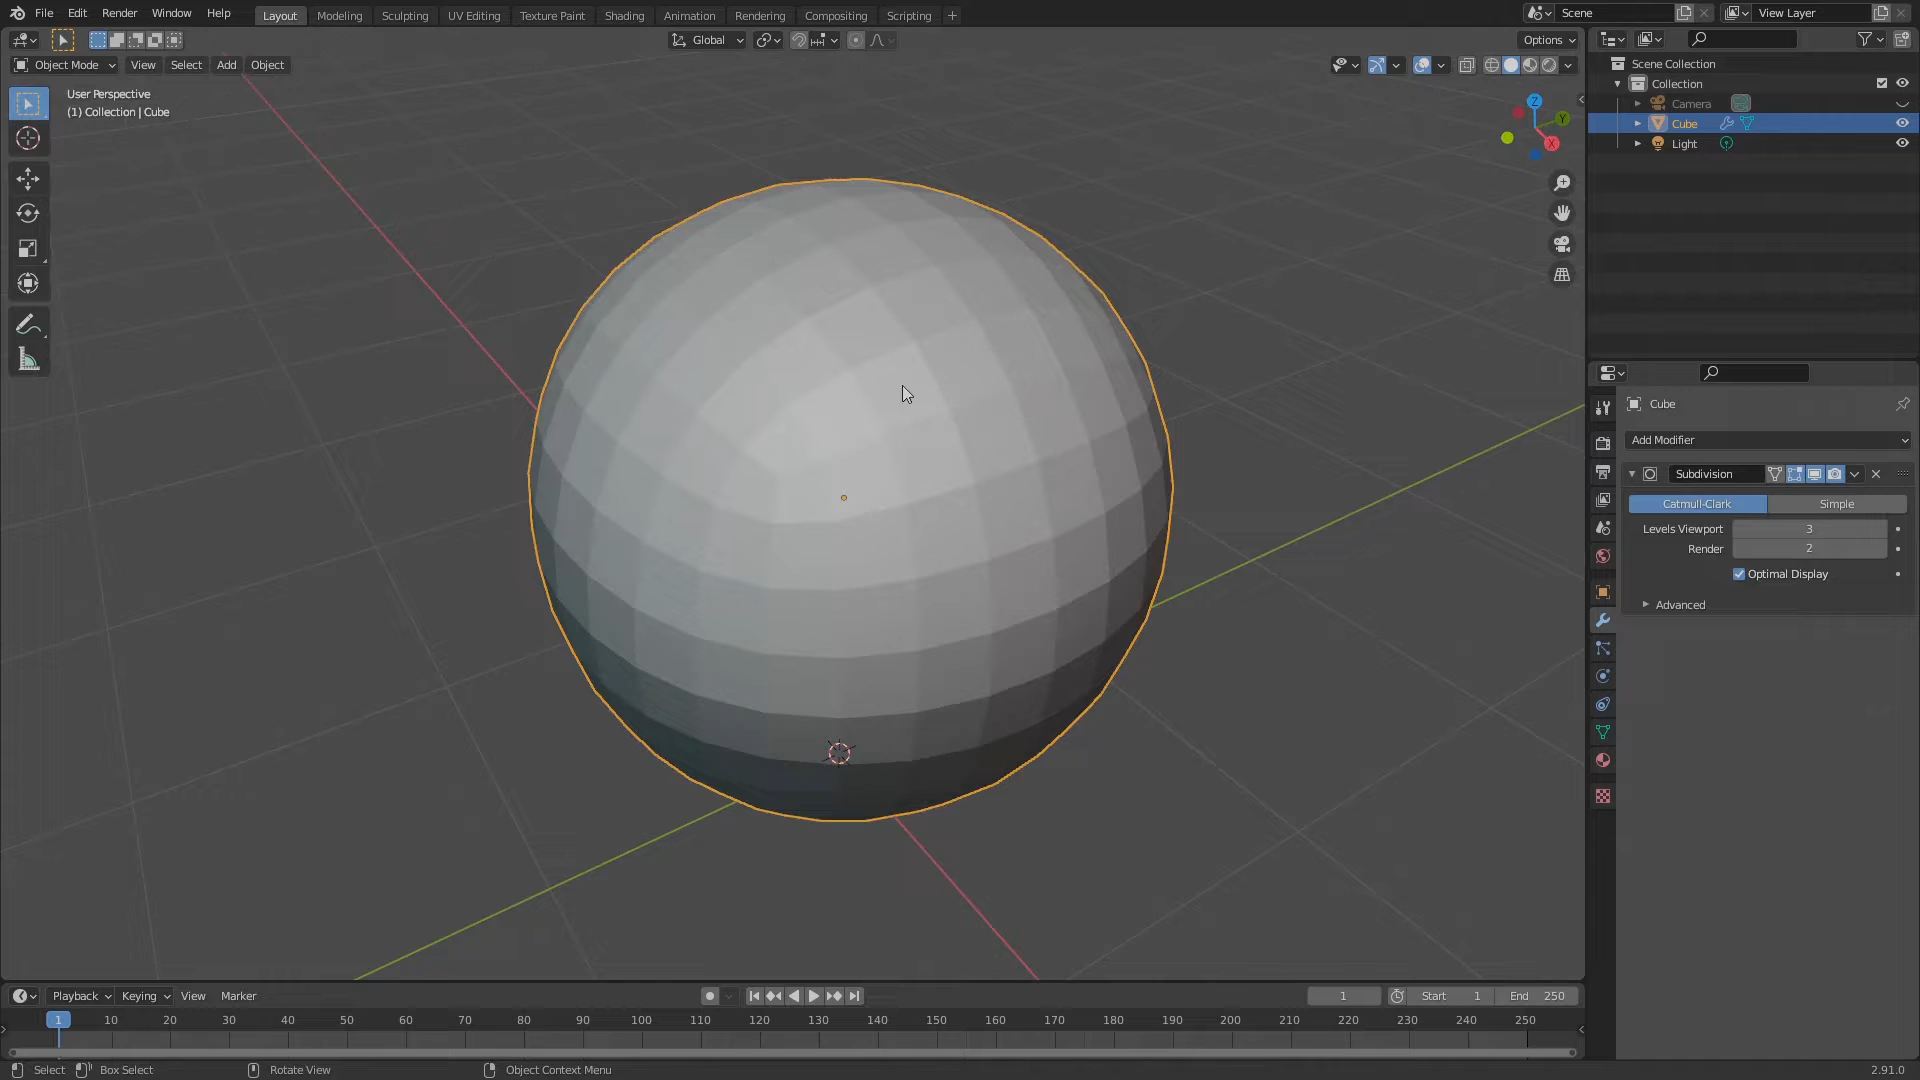 File Edit Render Window Help Layout Modeling Sculpting UV Editing Texture Paint Shading Animation Rendering Compositing Scripting + Scene View Layer
Global Options
Object Mode View Select Add Object
User Perspective
(1) Collection | Cube
Z
Y
X
Scene Collection
Collection
Camera
Cube
Light
Cube
Add Modifier
Subdivision
Catmull-Clark Simple
Levels Viewport 3
Render 2
Optimal Display
Advanced
Playback Keying View Marker 1 Start 1 End 250
1 10 20 30 40 50 60 70 80 90 100 110 120 130 140 150 160 170 180 190 200 210 220 230 240 250
Select Box Select Rotate View Object Context Menu 2.91.0